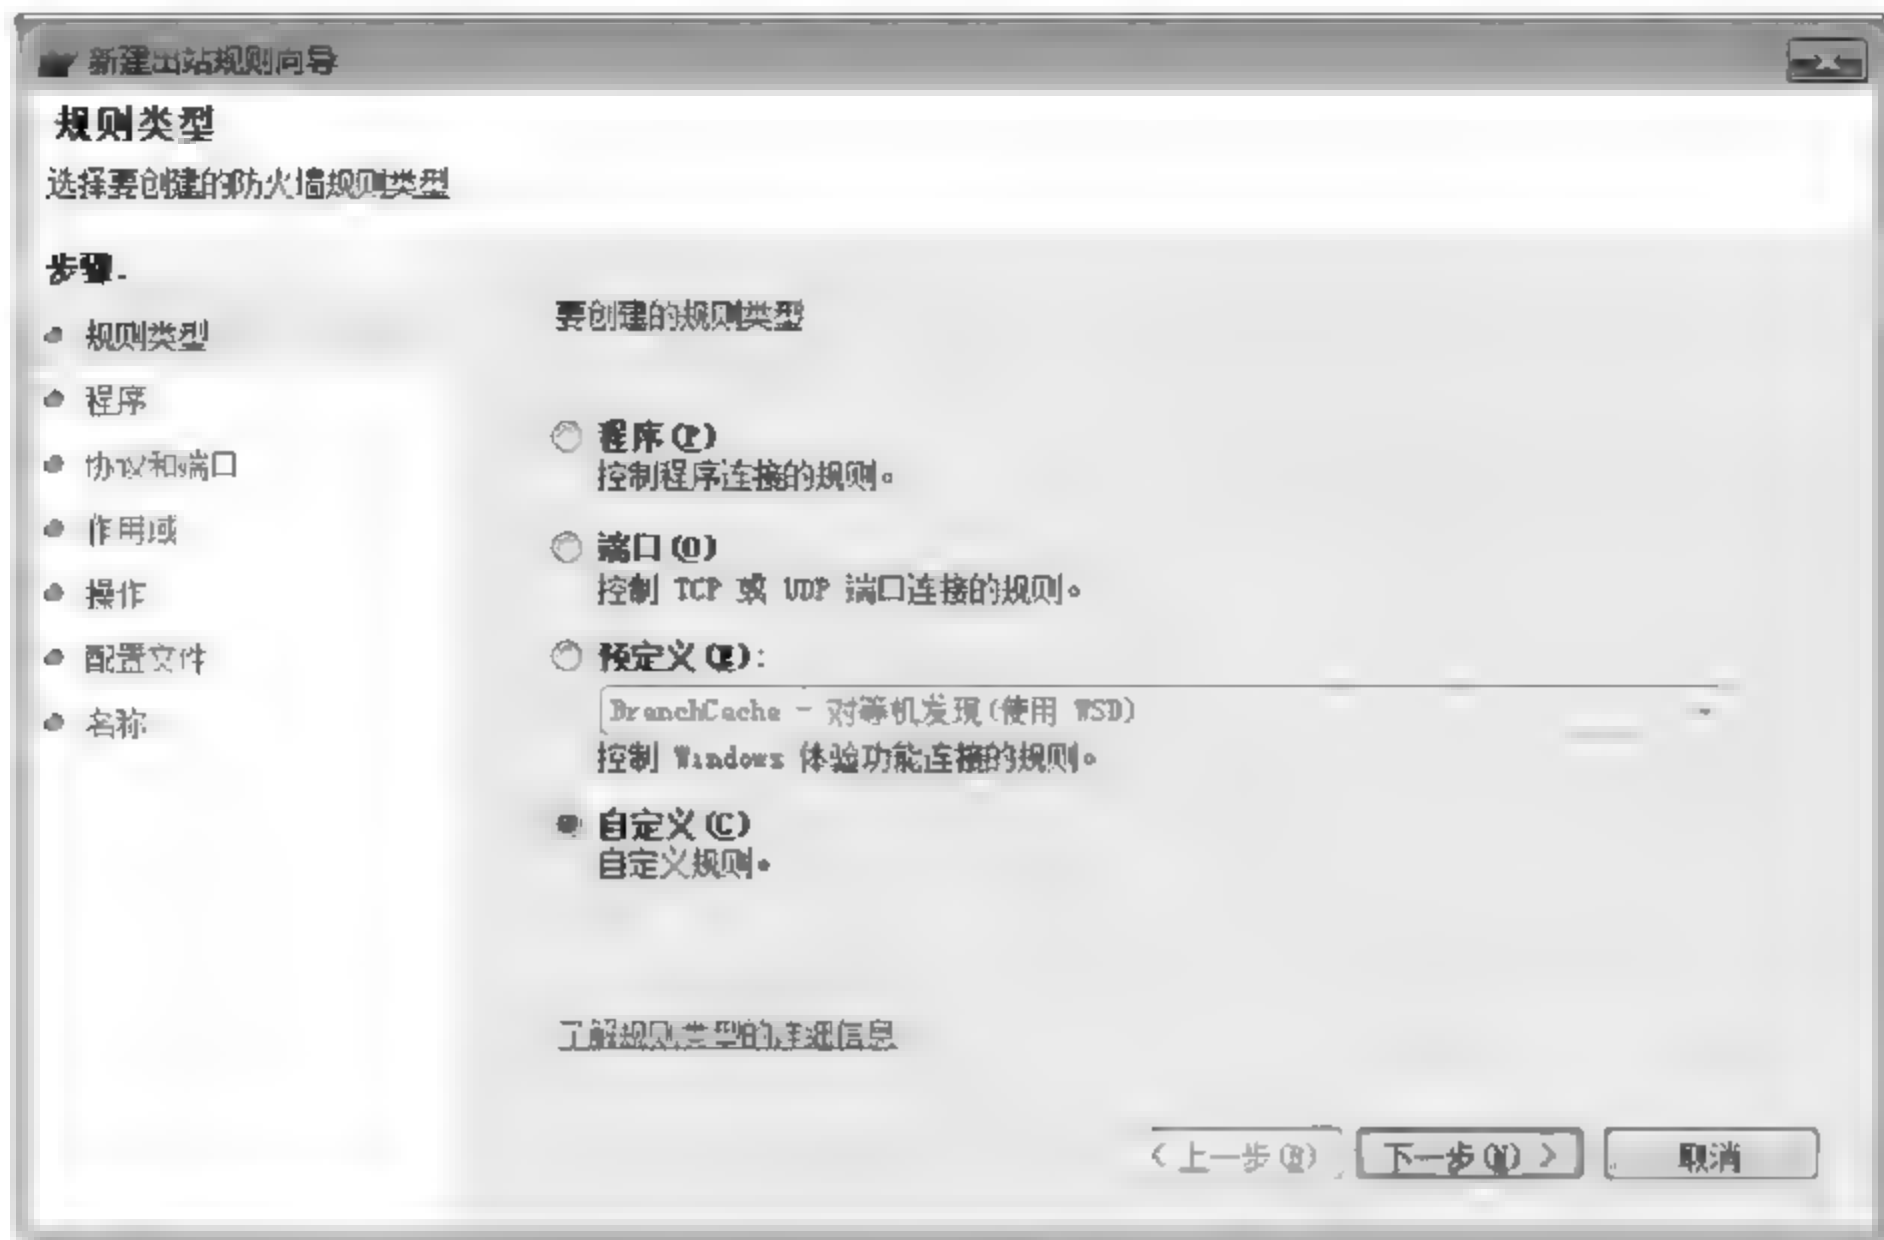 新建出站规则向导
规则类型
选择要创建的防火墙规则类型
步骤:
规则类型
程序
协议和端口
作用域
操作
配置文件
名称
要创建的规则类型
程序(P)
控制程序连接的规则。
端口(O)
控制 TCP 或 UDP 端口连接的规则。
预定义(E):
BranchCache - 对等机发现(使用 WSD)
控制 Windows 体验功能连接的规则。
自定义(C)
自定义规则。
了解规则类型的详细信息
< 上一步(B)
下一步(N) >
取消